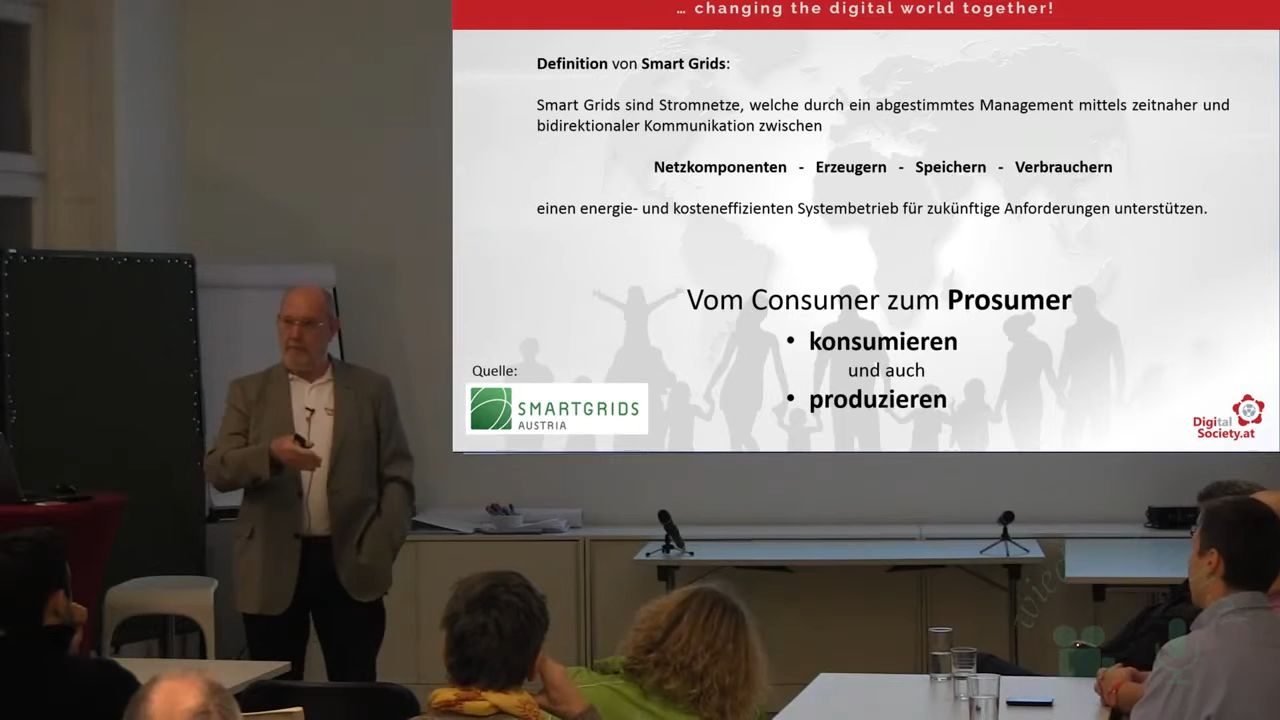 … changing the digital world together!
Definition von Smart Grids:
Smart Grids sind Stromnetze, welche durch ein abgestimmtes Management mittels zeitnaher und
bidirektionaler Kommunikation zwischen
Netzkomponenten - Erzeugern - Speichern - Verbrauchern
einen energie- und kosteneffizienten Systembetrieb für zukünftige Anforderungen unterstützen.
Vom Consumer zum Prosumer
• konsumieren
und auch
• produzieren
Quelle:
SMARTGRIDS
AUSTRIA
Digital
Society.at